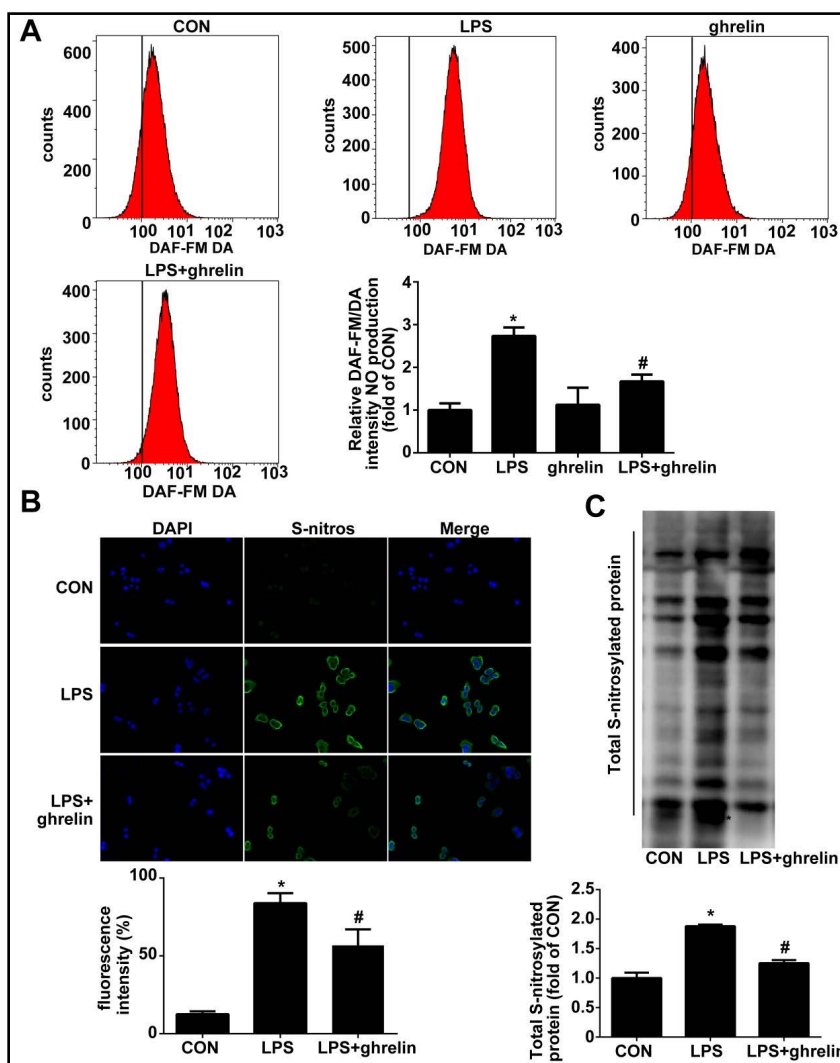 A
CON
600
400
200
0
counts
10⁰ 10¹ 10² 10³
DAF-FM DA
LPS
500
400
300
200
100
0
counts
10⁰ 10¹ 10² 10³
DAF-FM DA
ghrelin
400
300
200
100
0
counts
10⁰ 10¹ 10² 10³
DAF-FM DA
LPS+ghrelin
400
300
200
100
0
counts
10⁰ 10¹ 10² 10³
DAF-FM DA
Relative DAF-FM/DA
intensity NO production
(fold of CON)
4
3
2
1
0
*
#
CON LPS ghrelin LPS+ghrelin
B
DAPI S-nitros Merge
CON
LPS
LPS+
ghrelin
fluorescence
intensity (%)
100
50
0
*
#
CON LPS LPS+ghrelin
C
Total S-nitrosylated protein
*
CON LPS LPS+ghrelin
Total S-nitrosylated
protein (fold of CON)
2.5
2.0
1.5
1.0
0.5
0
*
#
CON LPS LPS+ghrelin